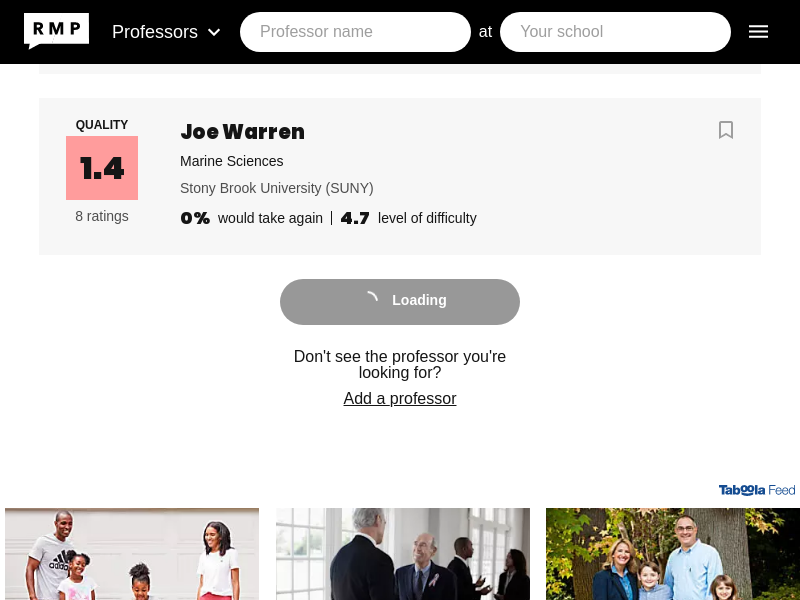 RMP Professors Professor name at Your school
QUALITY
1.4
8 ratings
Joe Warren
Marine Sciences
Stony Brook University (SUNY)
0% would take again 4.7 level of difficulty
Loading
Don't see the professor you're
looking for?
Add a professor
Taboola Feed
adidas